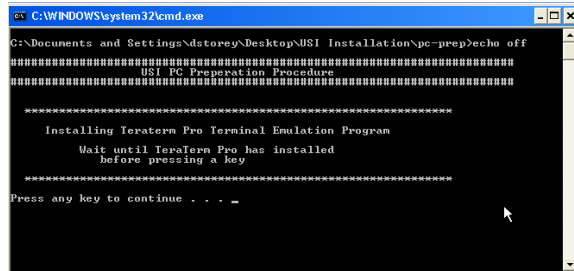 C:\WINDOWS\system32\cmd.exe
C:\Documents and Settings\dstorey\Desktop\USI Installation\pc-prep>echo off
#########################################################################
USI PC Preperation Procedure
#########################################################################
**************************************************************
Installing Teraterm Pro Terminal Emulation Program
Wait until TeraTerm Pro has installed
before pressing a key
**************************************************************
Press any key to continue . . . _